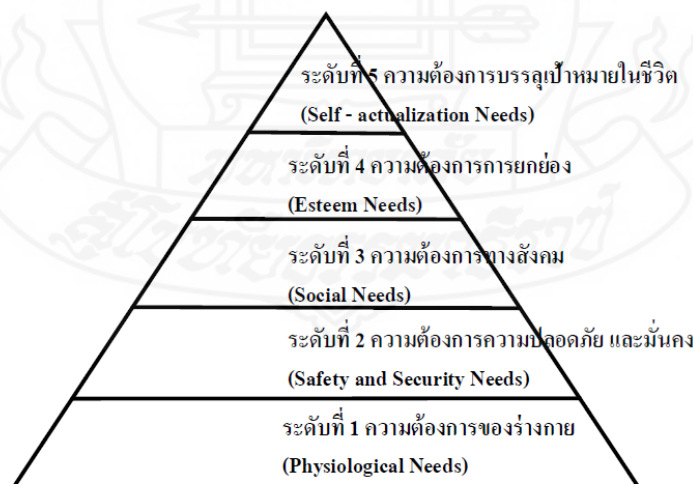 ระดับที่ 5 ความต้องการบรรลุเป้าหมายในชีวิต
(Self - actualization Needs)
ระดับที่ 4 ความต้องการการยกย่อง
(Esteem Needs)
ระดับที่ 3 ความต้องการทางสังคม
(Social Needs)
ระดับที่ 2 ความต้องการความปลอดภัย และมั่นคง
(Safety and Security Needs)
ระดับที่ 1 ความต้องการของร่างกาย
(Physiological Needs)